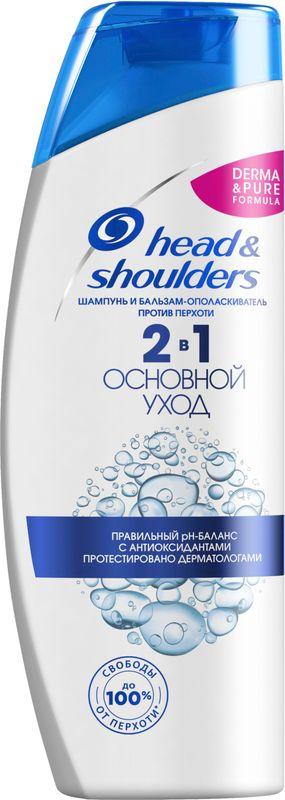 DERMA
&PURE
FORMULA
head&
shoulders
ШАМПУНЬ И БАЛЬЗАМ-ОПОЛАСКИВАТЕЛЬ
ПРОТИВ ПЕРХОТИ
2 в 1
ОСНОВНОЙ
УХОД
ПРАВИЛЬНЫЙ pH-БАЛАНС
С АНТИОКСИДАНТАМИ
ПРОТЕСТИРОВАНО ДЕРМАТОЛОГАМИ
СВОБОДЫ
ДО
100%
ОТ ПЕРХОТИ*